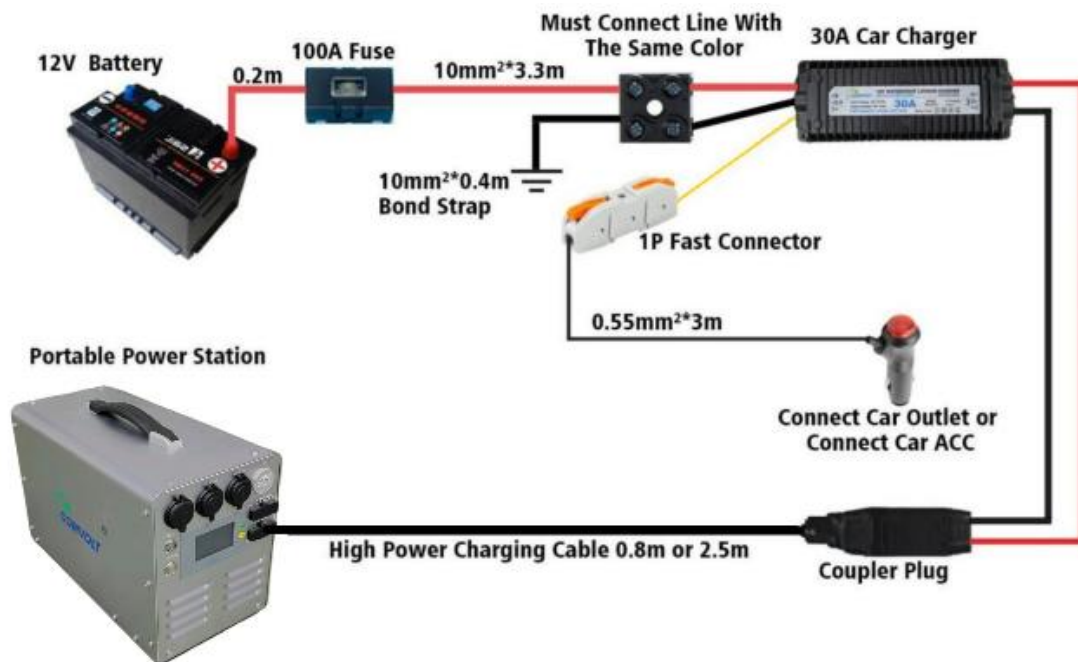 Must Connect Line With
The Same Color
30A Car Charger
100A Fuse
12V Battery
0.2m
10mm²*3.3m
30A
10mm²*0.4m
Bond Strap
1P Fast Connector
0.55mm²*3m
Portable Power Station
Connect Car Outlet or
Connect Car ACC
High Power Charging Cable 0.8m or 2.5m
Coupler Plug